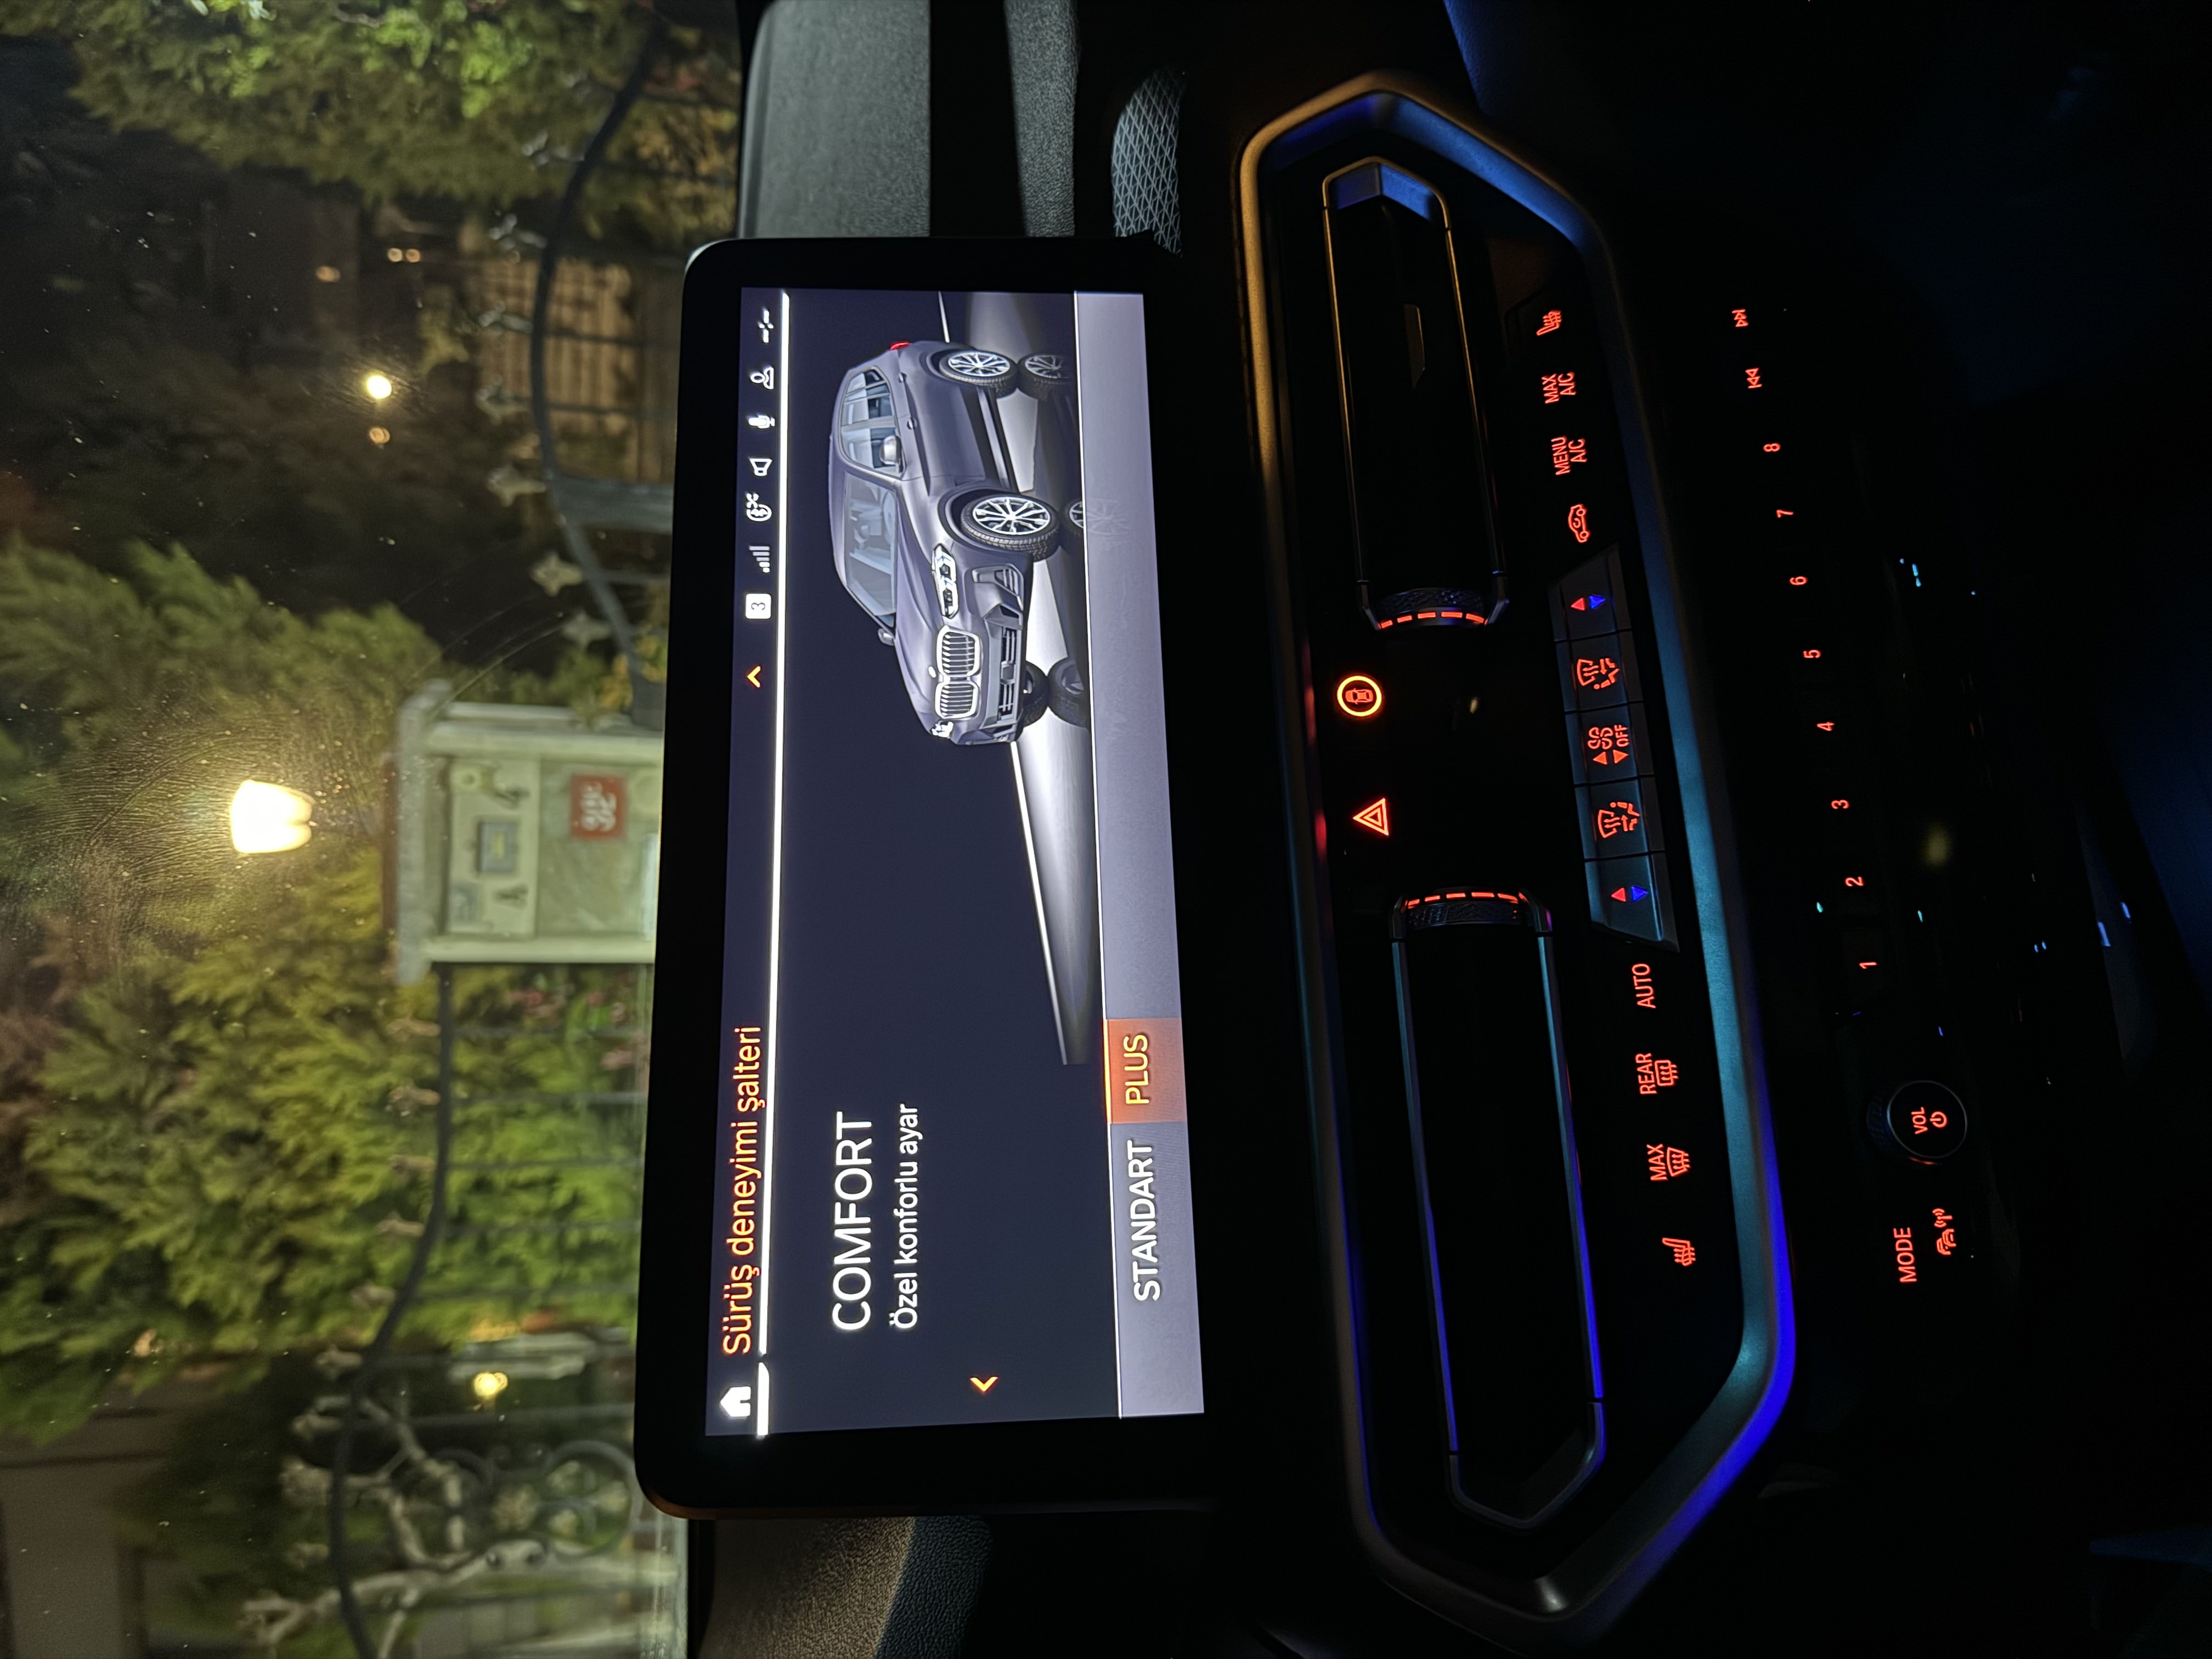 Sürüş deneyimi şalteri
3
COMFORT
Özel konforlu ayar
STANDART PLUS
MENU A/C
MAX A/C
MAX
REAR
AUTO
OFF
1 2 3 4 5 6 7 8
MODE
VOL